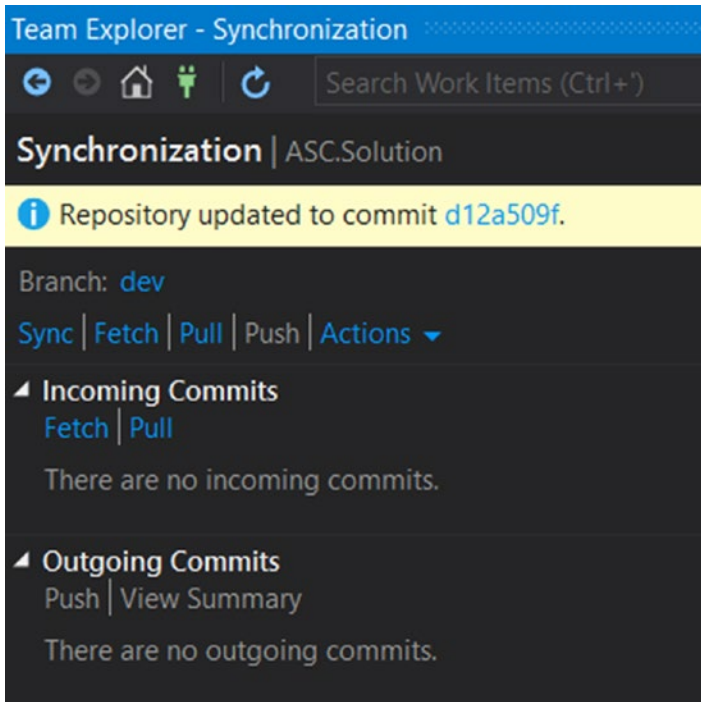 Team Explorer - Synchronization
Search Work Items (Ctrl+')
Synchronization | ASC.Solution
Repository updated to commit d12a509f.
Branch: dev
Sync | Fetch | Pull | Push | Actions
Incoming Commits
Fetch | Pull
There are no incoming commits.
Outgoing Commits
Push | View Summary
There are no outgoing commits.